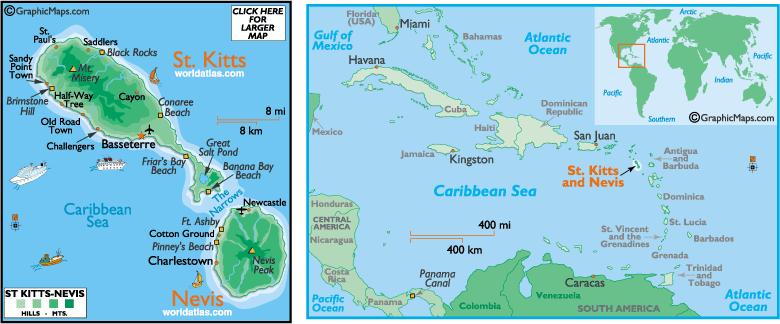 ©GraphicMaps.com
CLICK HERE
FOR
LARGER
MAP
St.
Paul's
Saddlers
Black Rocks
St. Kitts
worldatlas.com
Sandy
Point
Town
Mt.
Misery
Brimstone
Hill
Half-Way
Tree
Cayon
Conaree
Beach
8 mi
8 km
Old Road
Town
Challengers
Basseterre
Great
Salt Pond
Friar's Bay
Beach
Banana Bay
Beach
The Narrows
Caribbean
Sea
Newcastle
Ft. Ashby
Cotton Ground
Pinney's Beach
Charlestown
Nevis
Peak
Nevis
worldatlas.com
ST KITTS-NEVIS
HILLS - MTS.
©GraphicMaps.com
Florida
(USA)
Miami
Gulf of
Mexico
Bahamas
Atlantic
Ocean
Arctic
Atlantic
Pacific
Indian
Pacific
Southern
©GraphicMaps.com
Havana
Cuba
Mexico
Haiti
Dominican
Republic
San Juan
Jamaica
Kingston
St. Kitts
and Nevis
Antigua
and
Barbuda
Caribbean Sea
Dominica
Honduras
CENTRAL
AMERICA
Nicaragua
400 mi
400 km
St. Lucia
St. Vincent
and the
Grenadines
Barbados
Grenada
Costa
Rica
Panama
Canal
Caracas
Trinidad
and
Tobago
Pacific
Ocean
Panama
Colombia
Venezuela
SOUTH AMERICA
Atlantic
Ocean